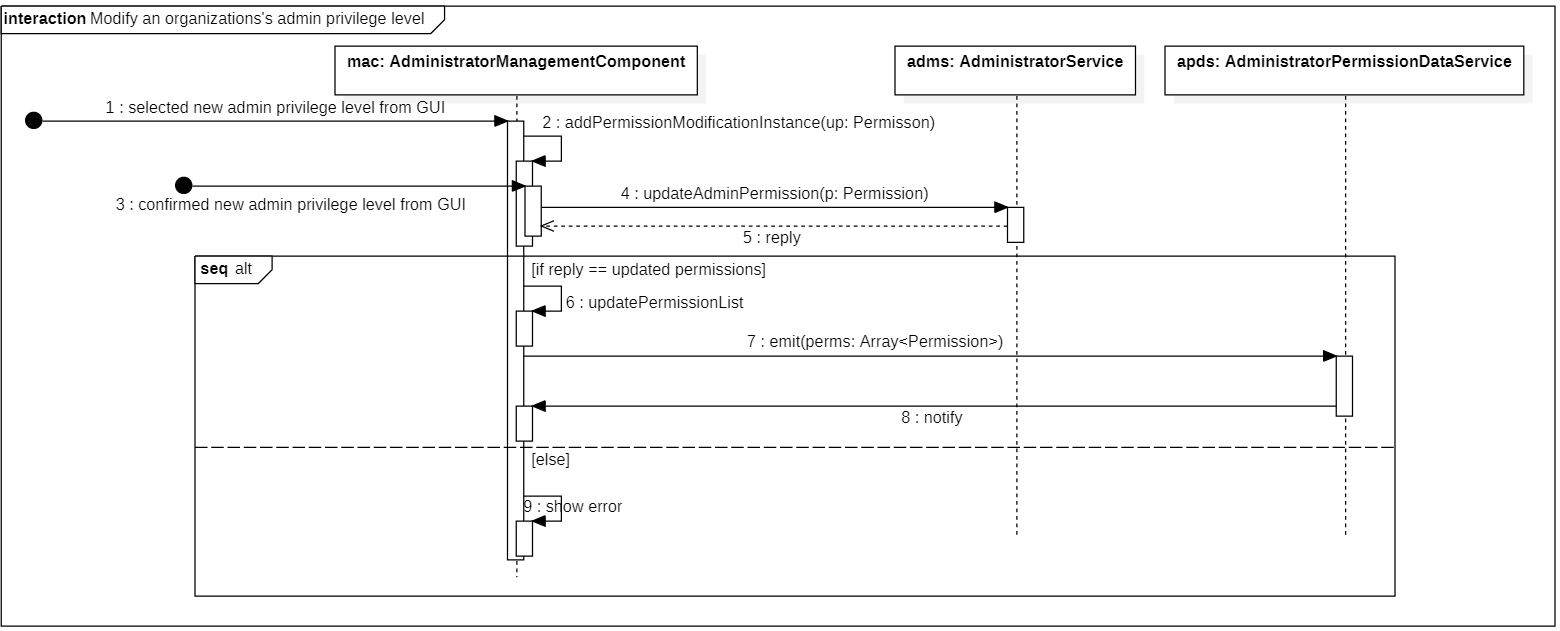 interaction Modify an organizations's admin privilege level
mac: AdministratorManagementComponent
adms: AdministratorService
apds: AdministratorPermissionDataService
1 : selected new admin privilege level from GUI
2 : addPermissionModificationInstance(up: Permisson)
3 : confirmed new admin privilege level from GUI
4 : updateAdminPermission(p: Permission)
5 : reply
seq alt
[if reply == updated permissions]
6 : updatePermissionList
7 : emit(perms: Array<Permission>)
8 : notify
[else]
9 : show error